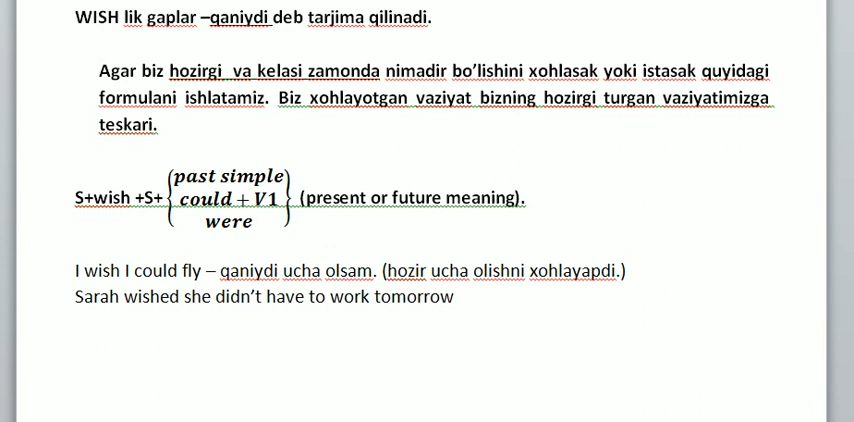 WISH lik gaplar –qaniydi deb tarjima qilinadi.
Agar biz hozirgi va kelasi zamonda nimadir bo’lishini xohlasak yoki istasak quyidagi
formulani ishlatamiz. Biz xohlayotgan vaziyat bizning hozirgi turgan vaziyatimizga
teskari.
S+wish +S+ { past simple
could + V1
were } (present or future meaning).
I wish I could fly – qaniydi ucha olsam. (hozir ucha olishni xohlayapdi.)
Sarah wished she didn’t have to work tomorrow